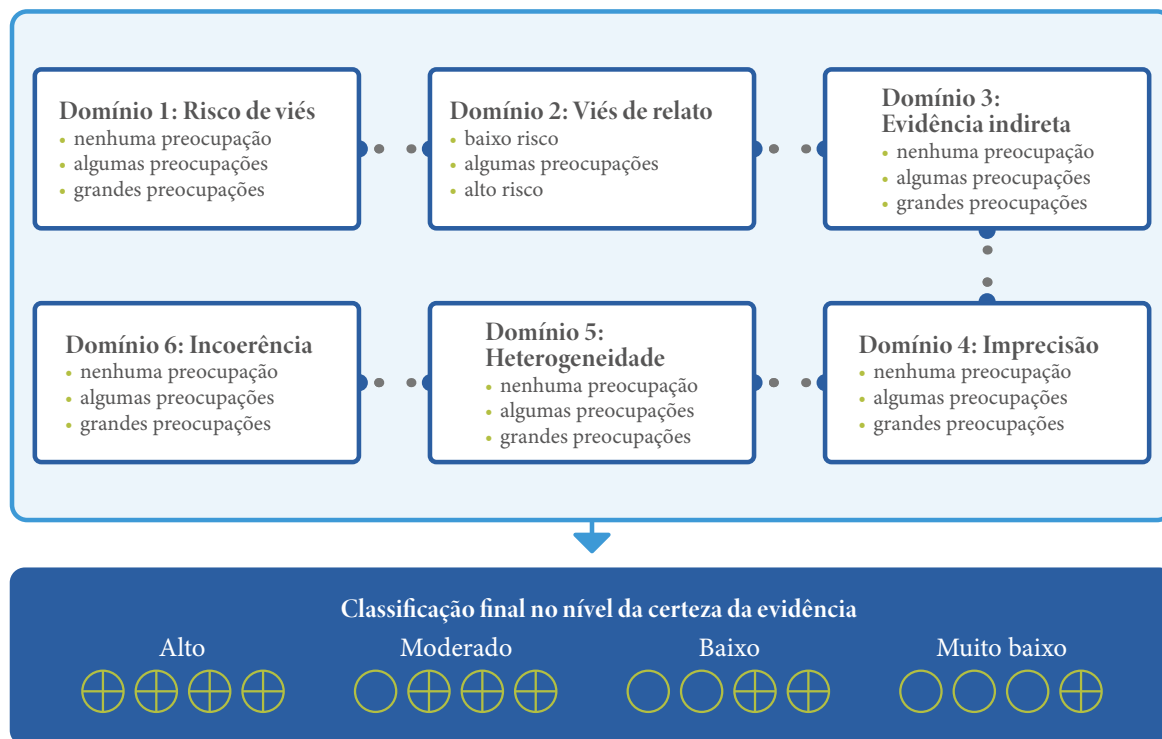 Domínio 1: Risco de viés
• nenhuma preocupação
• algumas preocupações
• grandes preocupações
Domínio 2: Viés de relato
• baixo risco
• algumas preocupações
• alto risco
Domínio 3:
Evidência indireta
• nenhuma preocupação
• algumas preocupações
• grandes preocupações
Domínio 6: Incoerência
• nenhuma preocupação
• algumas preocupações
• grandes preocupações
Domínio 5:
Heterogeneidade
• nenhuma preocupação
• algumas preocupações
• grandes preocupações
Domínio 4: Imprecisão
• nenhuma preocupação
• algumas preocupações
• grandes preocupações
Classificação final no nível da certeza da evidência
Alto
Moderado
Baixo
Muito baixo